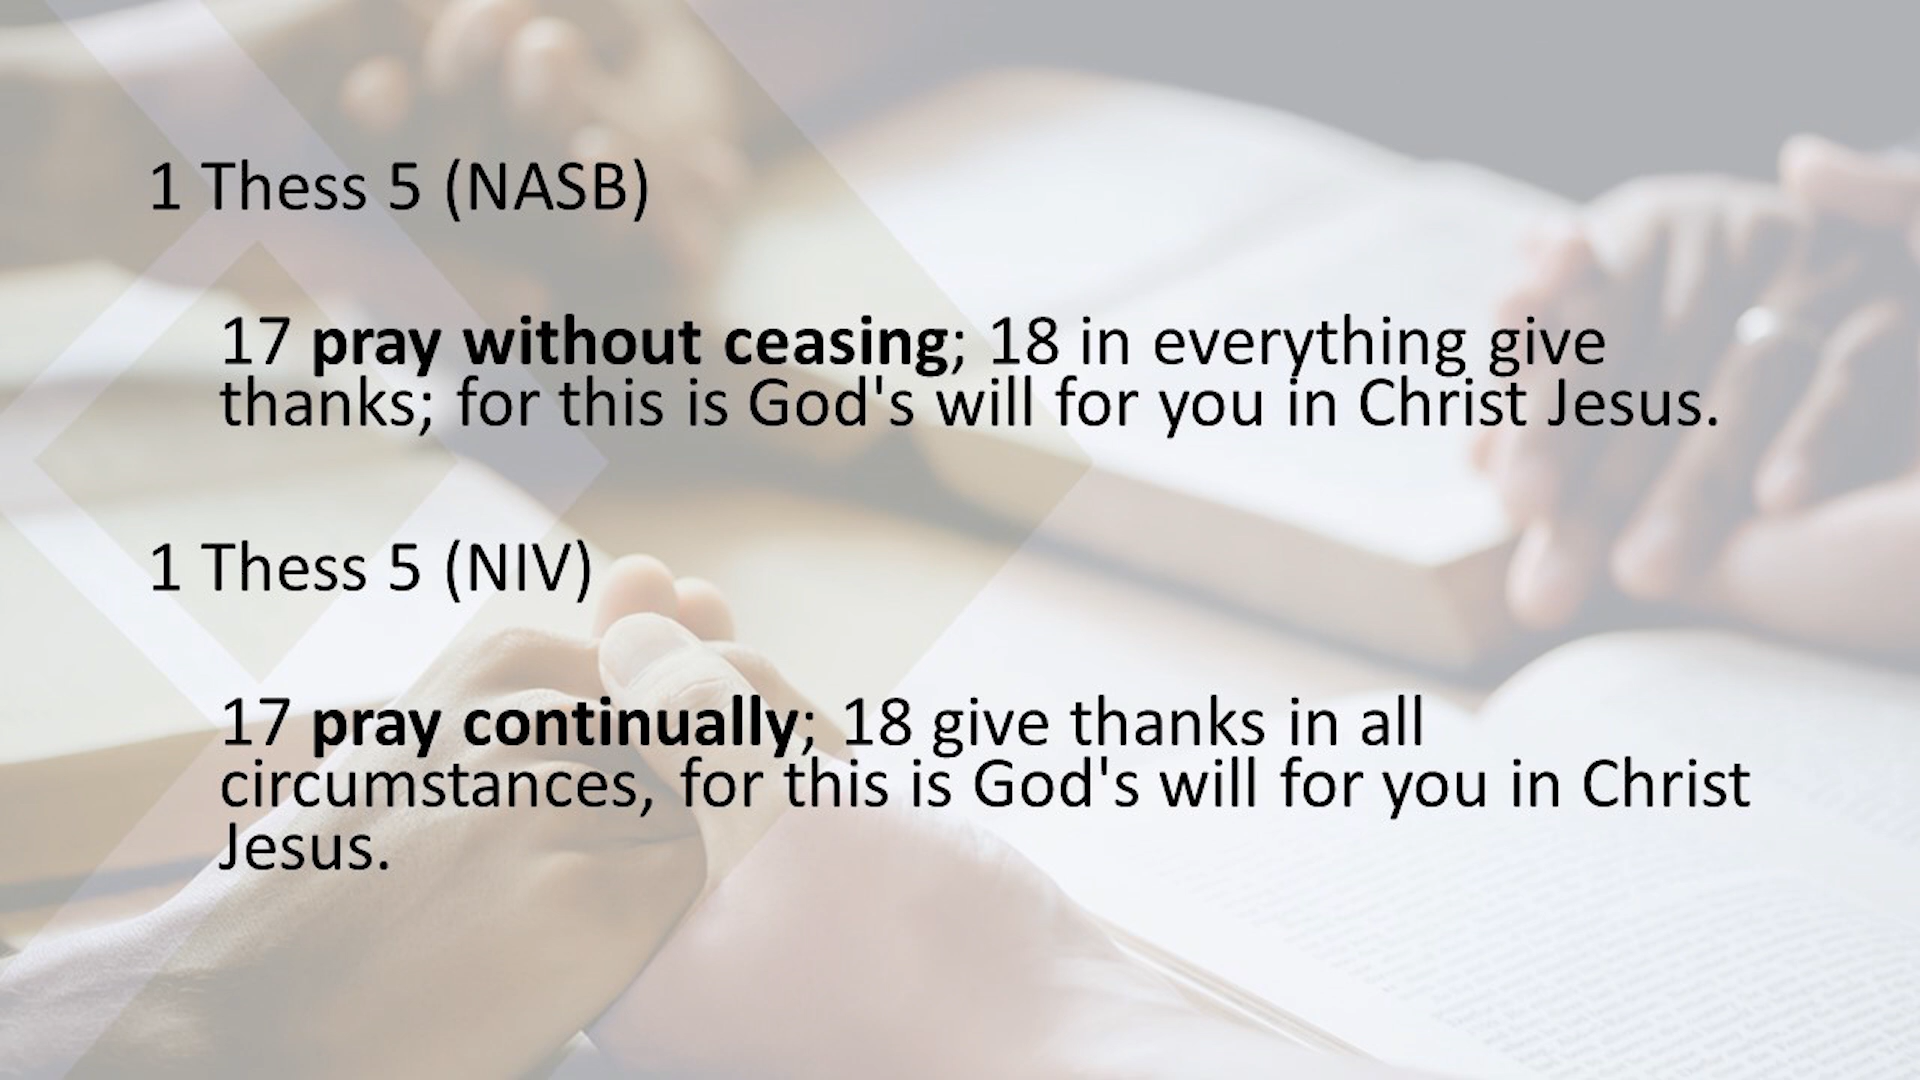 1 Thess 5 (NASB)
17 pray without ceasing; 18 in everything give
thanks; for this is God's will for you in Christ Jesus.
1 Thess 5 (NIV)
17 pray continually; 18 give thanks in all
circumstances, for this is God's will for you in Christ
Jesus.